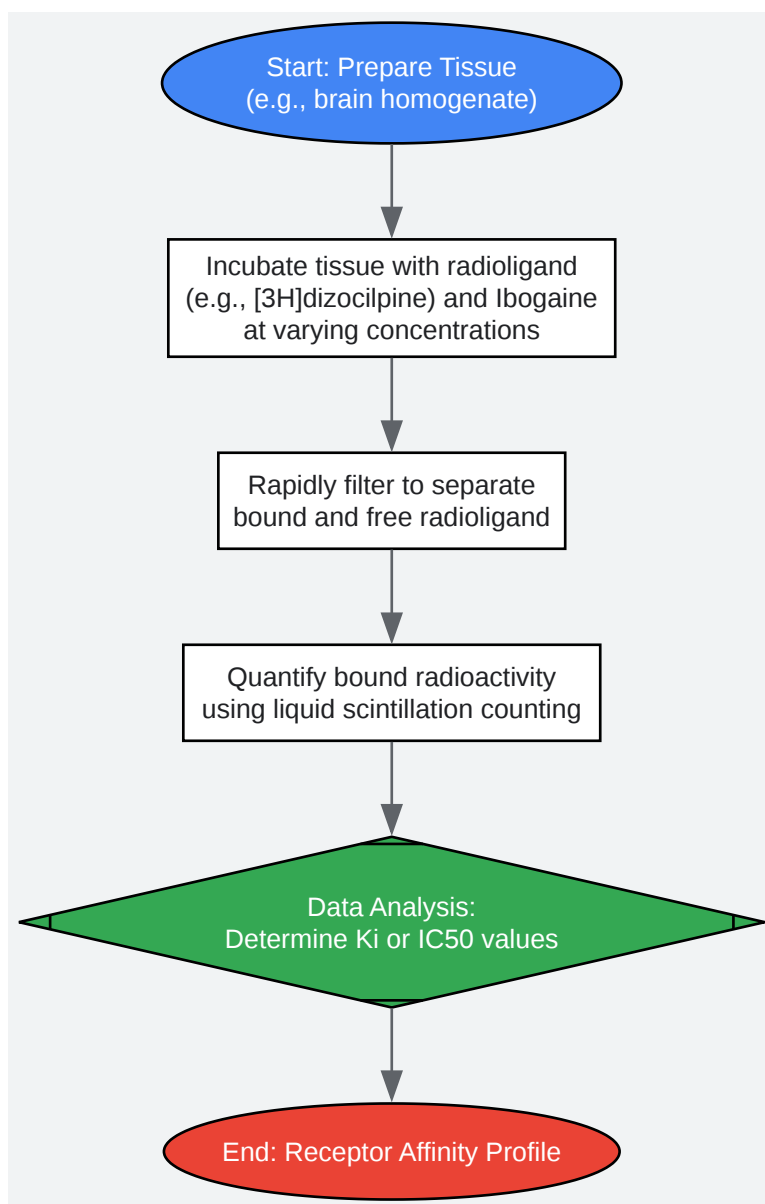 Start: Prepare Tissue
(e.g., brain homogenate)
Incubate tissue with radioligand
(e.g., [3H]dizocilpine) and Ibogaine
at varying concentrations
Rapidly filter to separate
bound and free radioligand
Quantify bound radioactivity
using liquid scintillation counting
Data Analysis:
Determine Ki or IC50 values
End: Receptor Affinity Profile